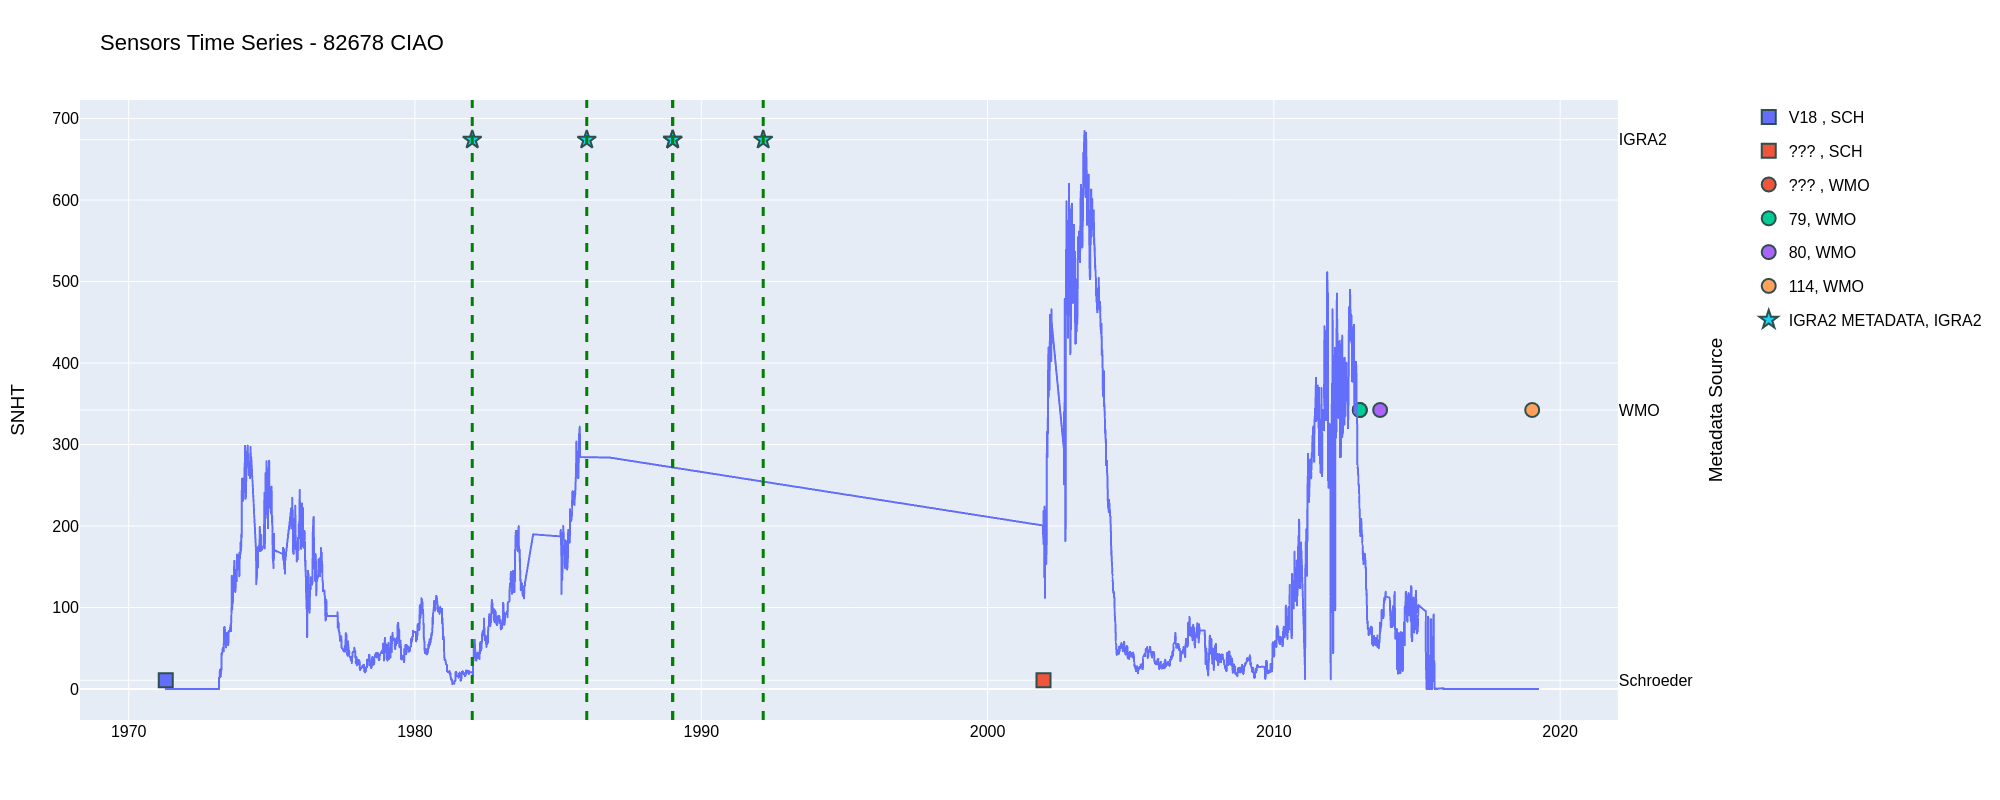 Sensors Time Series - 82678 CIAO
SNHT
700
600
500
400
300
200
100
0
1970
1980
1990
2000
2010
2020
IGRA2
WMO
Schroeder
Metadata Source
V18 , SCH
??? , SCH
??? , WMO
79, WMO
80, WMO
114, WMO
IGRA2 METADATA, IGRA2